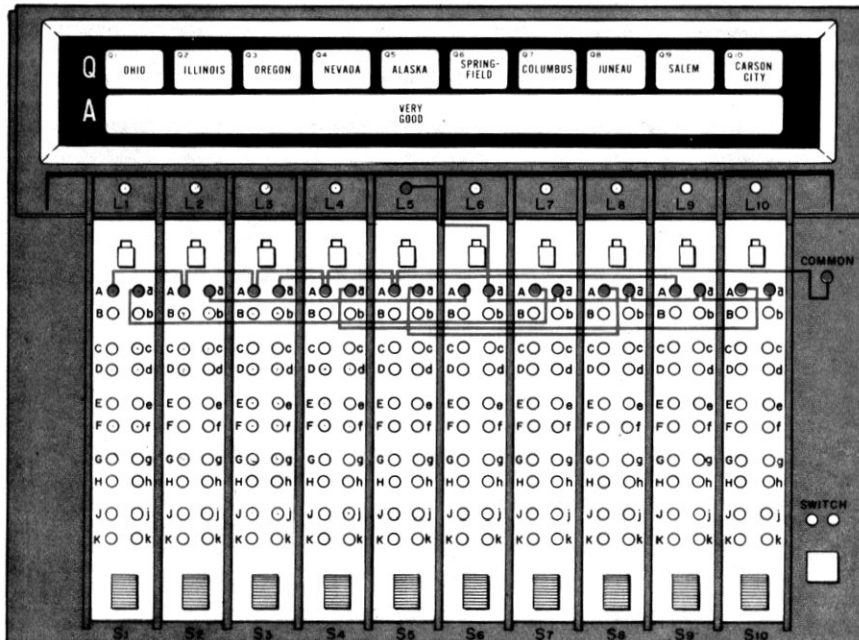 Q
Q1 OHIO
Q2 ILLINOIS
Q3 OREGON
Q4 NEVADA
Q5 ALASKA
Q6 SPRING-
FIELD
Q7 COLUMBUS
Q8 JUNEAU
Q9 SALEM
Q10 CARSON
CITY
A
VERY
GOOD
L1 L2 L3 L4 L5 L6 L7 L8 L9 L10
COMMON
A a A a A a A a A a A a A a A a A a A a
B b B b B b B b B b B b B b B b B b B b
C c C c C c C c C c C c C c C c C c C c
D d D d D d D d D d D d D d D d D d D d
E e E e E e E e E e E e E e E e E e E e
F f F f F f F f F f F f F f F f F f F f
G g G g G g G g G g G g G g G g G g G g
H h H h H h H h H h H h H h H h H h H h
SWITCH
J j J j J j J j J j J j J j J j J j J j
K k K k K k K k K k K k K k K k K k K k
S1 S2 S3 S4 S5 S6 S7 S8 S9 S10